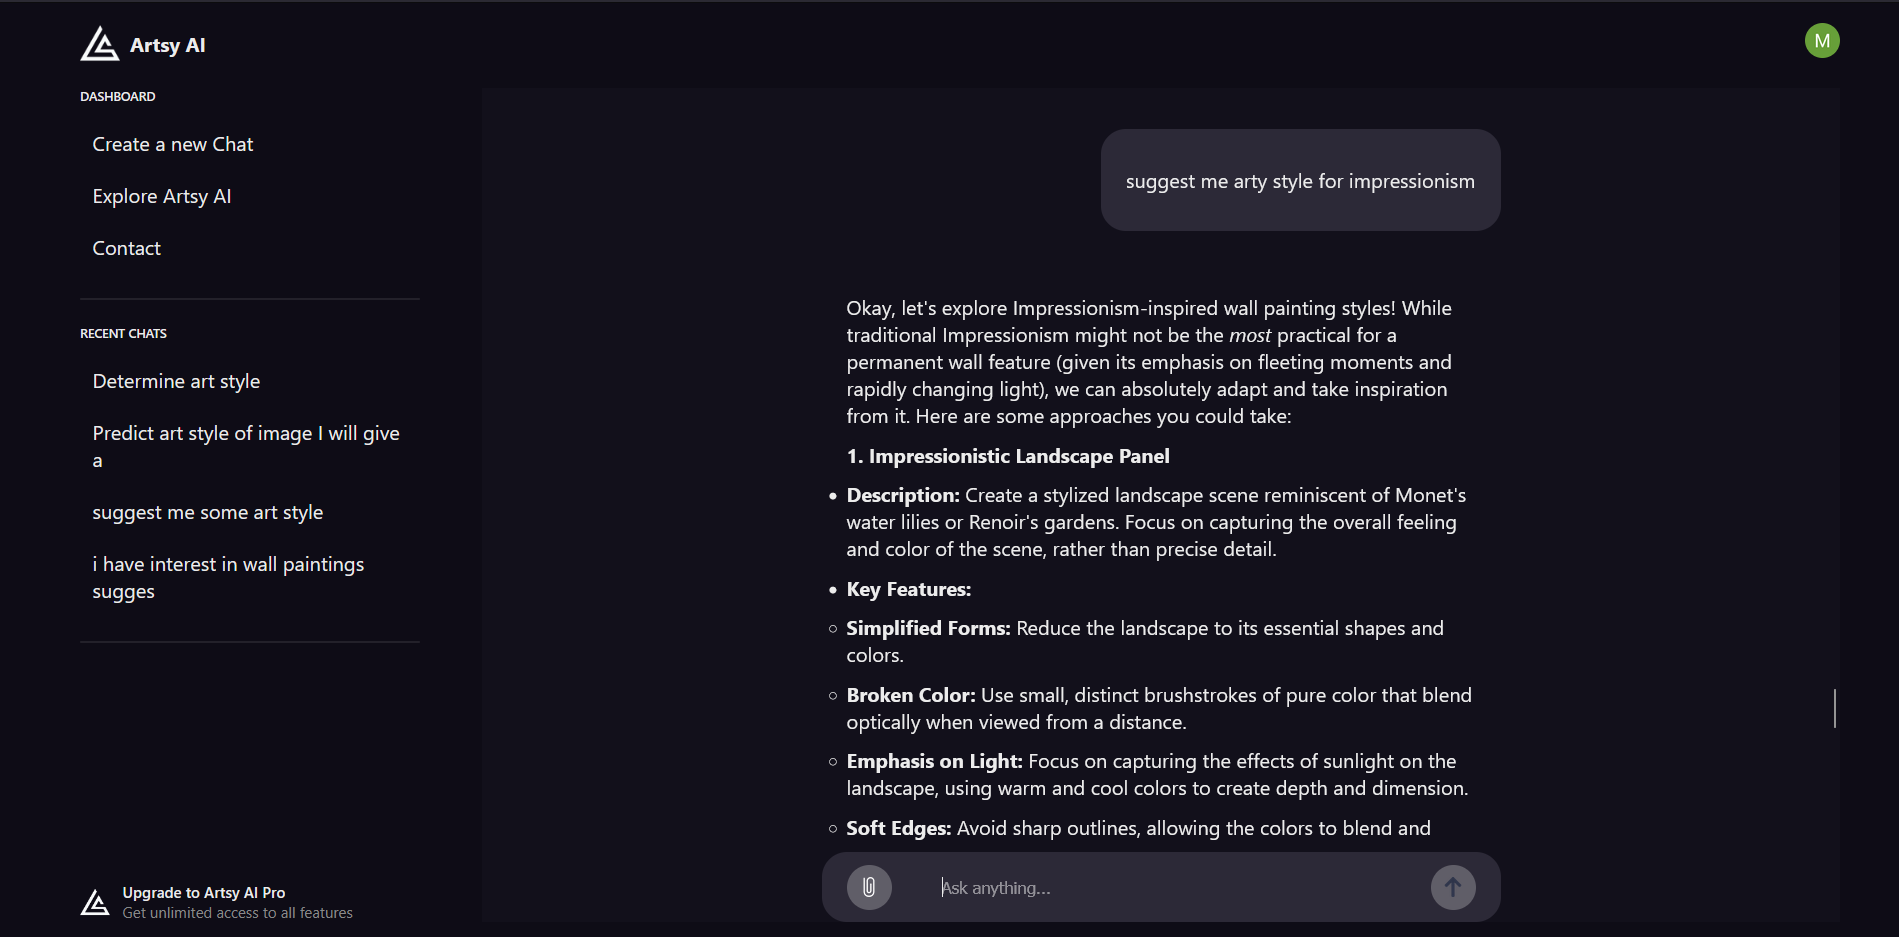 Artsy AI
M
DASHBOARD
Create a new Chat
Explore Artsy AI
Contact
RECENT CHATS
Determine art style
Predict art style of image I will give
a
suggest me some art style
i have interest in wall paintings
sugges
Upgrade to Artsy AI Pro
Get unlimited access to all features
suggest me arty style for impressionism
Okay, let's explore Impressionism-inspired wall painting styles! While
traditional Impressionism might not be the most practical for a
permanent wall feature (given its emphasis on fleeting moments and
rapidly changing light), we can absolutely adapt and take inspiration
from it. Here are some approaches you could take:
1. Impressionistic Landscape Panel
• Description: Create a stylized landscape scene reminiscent of Monet's
water lilies or Renoir's gardens. Focus on capturing the overall feeling
and color of the scene, rather than precise detail.
• Key Features:
○ Simplified Forms: Reduce the landscape to its essential shapes and
colors.
○ Broken Color: Use small, distinct brushstrokes of pure color that blend
optically when viewed from a distance.
○ Emphasis on Light: Focus on capturing the effects of sunlight on the
landscape, using warm and cool colors to create depth and dimension.
○ Soft Edges: Avoid sharp outlines, allowing the colors to blend and
Ask anything...